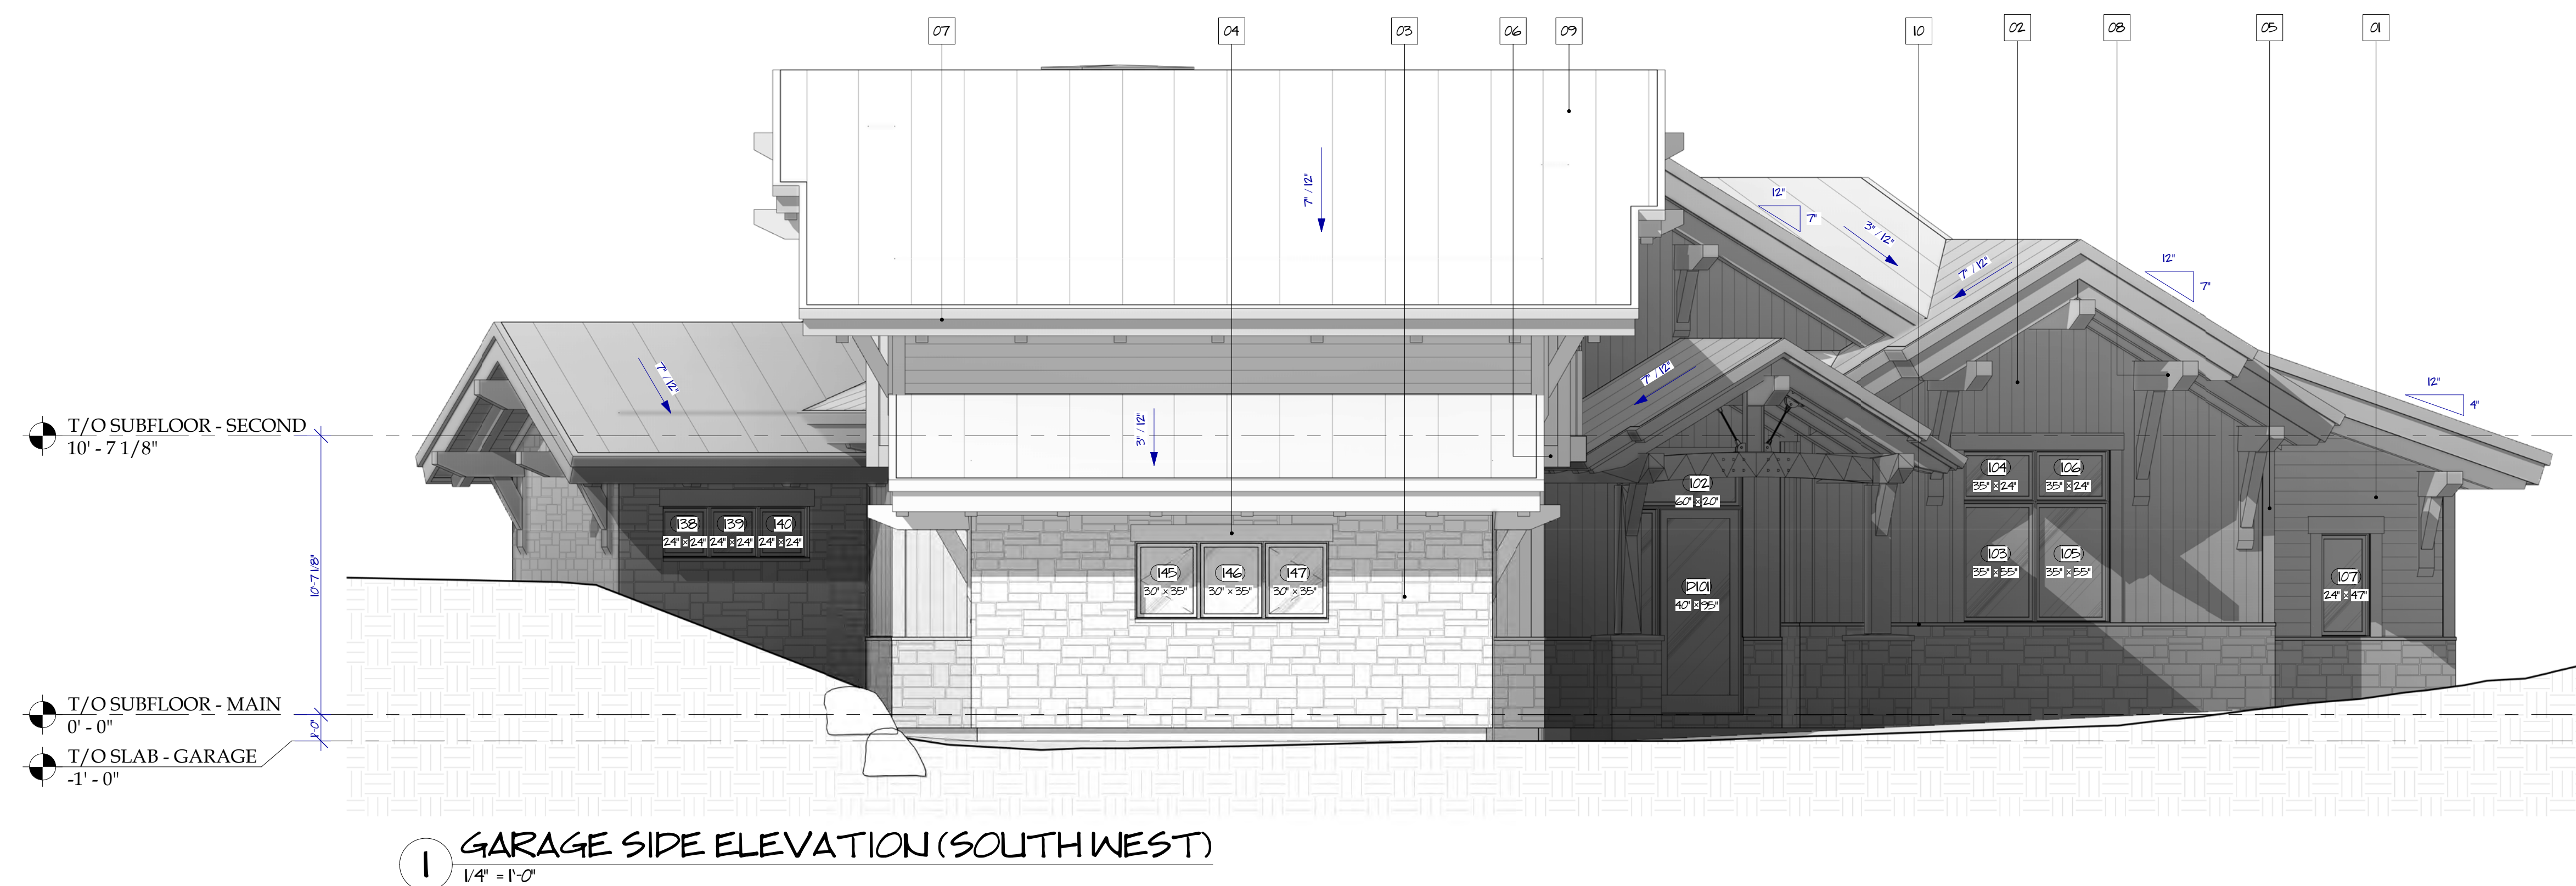 07
04
03
06
09
10
02
08
05
01
7" / 12"
12"
7"
3" / 12"
7" / 12"
12"
7"
7" / 12"
7" / 12"
12"
4"
3" / 12"
T/O SUBFLOOR - SECOND
10' - 7 1/8"
102
60" x 20"
104
35" x 24"
106
35" x 24"
138
24" x 24"
139
24" x 24"
140
24" x 24"
145
30" x 35"
146
30" x 35"
147
30" x 35"
103
35" x 55"
105
35" x 55"
D101
40" x 95"
107
24" x 47"
10'-7 1/8"
T/O SUBFLOOR - MAIN
0' - 0"
1'-0"
T/O SLAB - GARAGE
-1' - 0"
1
GARAGE SIDE ELEVATION (SOUTH WEST)
1/4" = 1'-0"